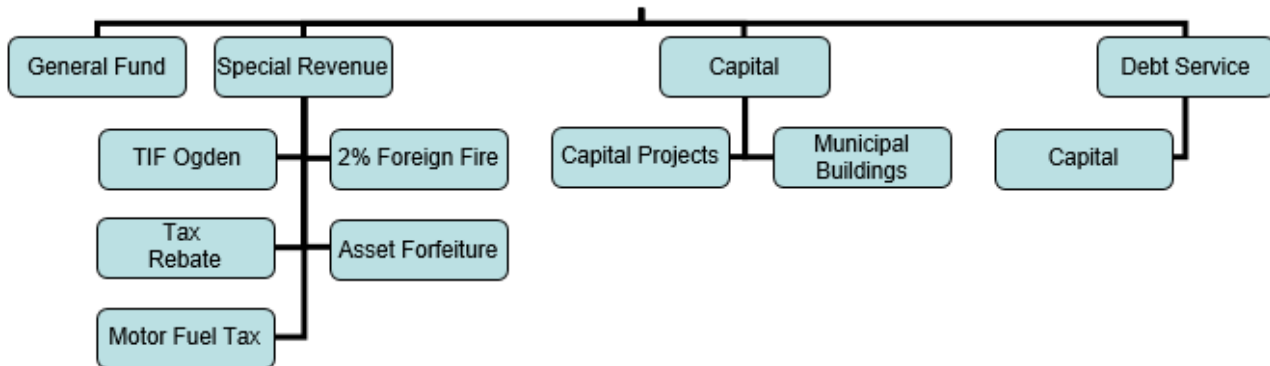 General Fund
Special Revenue
Capital
Debt Service
TIF Ogden
2% Foreign Fire
Capital Projects
Municipal
Buildings
Capital
Tax
Rebate
Asset Forfeiture
Motor Fuel Tax